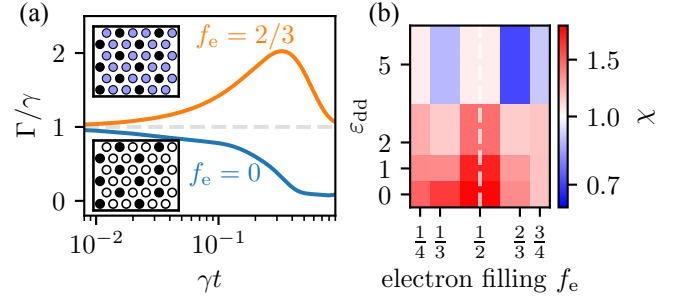 (a)
2
1
0
Γ/γ
f_e = 2/3
f_e = 0
10⁻²
10⁻¹
γt
(b)
5
2
1
0
ε_dd
1/4
1/3
1/2
2/3
3/4
electron filling f_e
1.5
1.0
0.7
χ